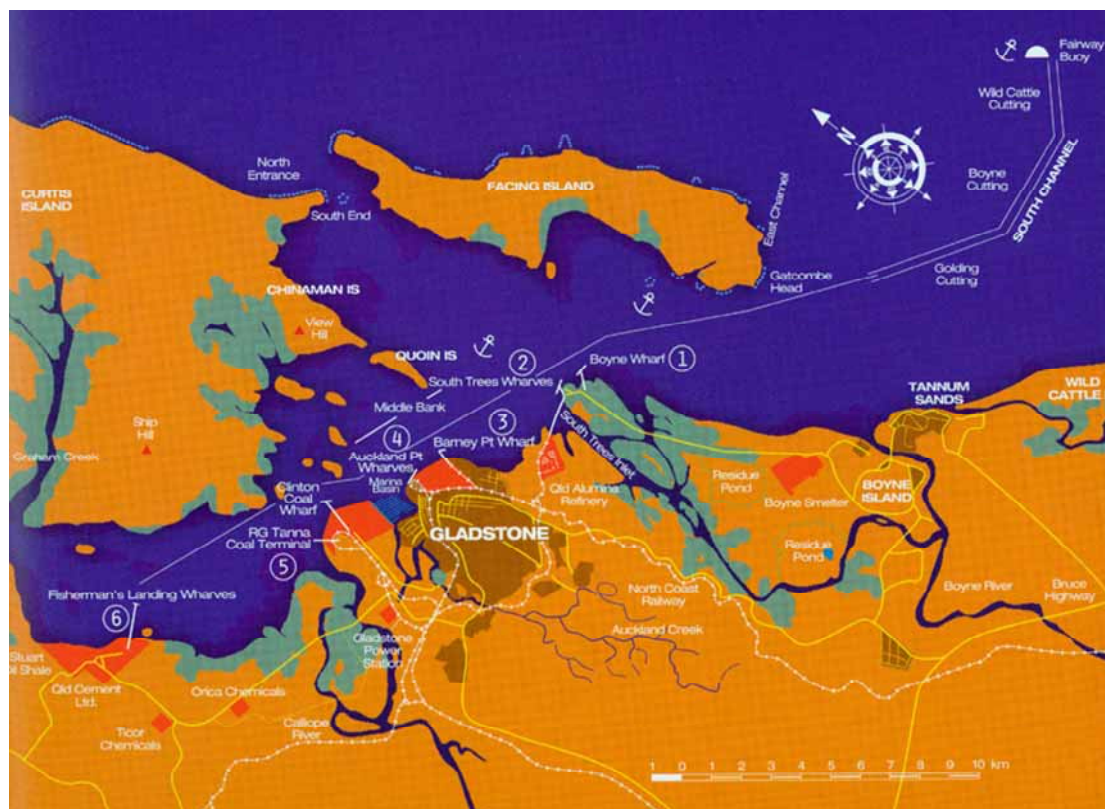 Fairway
Buoy
Wild Cattle
Cutting
N
North
Entrance
CURTIS
ISLAND
FACING ISLAND
South End
East Channel
Boyne
Cutting
SOUTH CHANNEL
Gatcombe
Head
Golding
Cutting
CHINAMAN IS
View
Hill
QUOIN IS
2
Boyne Wharf
1
South Trees Wharves
Middle Bank
3
TANNUM
SANDS
WILD
CATTLE
Ship
Hill
4
Barney Pt Wharf
South Trees Inlet
Graham Creek
Auckland Pt
Wharves
Marina
Basin
Clinton
Coal
Wharf
Qld Alumina
Refinery
Residue
Pond
Boyne Smelter
BOYNE
ISLAND
GLADSTONE
RG Tanna
Coal Terminal
5
Residue
Pond
Fisherman's Landing Wharves
6
North Coast
Railway
Boyne River
Bruce
Highway
Auckland Creek
Gladstone
Power
Station
Stuart
Oil Shale
Qld Cement
Ltd.
Orica Chemicals
Ticor
Chemicals
Calliope
River
1 0 1 2 3 4 5 6 7 8 9 10 km